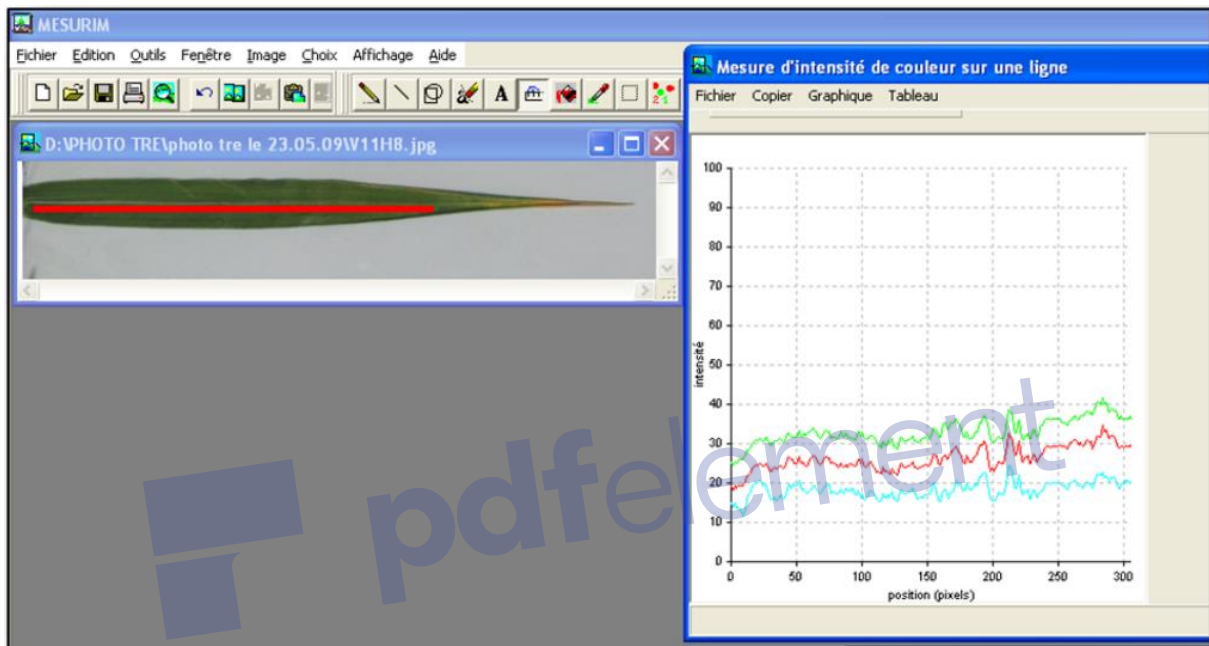 MESURIM
Fichier Edition Outils Fenêtre Image Choix Affichage Aide
A
D:\PHOTO TRE\photo tre le 23.05.09\V11H8.jpg
Mesure d'intensité de couleur sur une ligne
Fichier Copier Graphique Tableau
100
90
80
70
60
50
40
30
20
10
0
intensité
0 50 100 150 200 250 300
position (pixels)
pdfelement